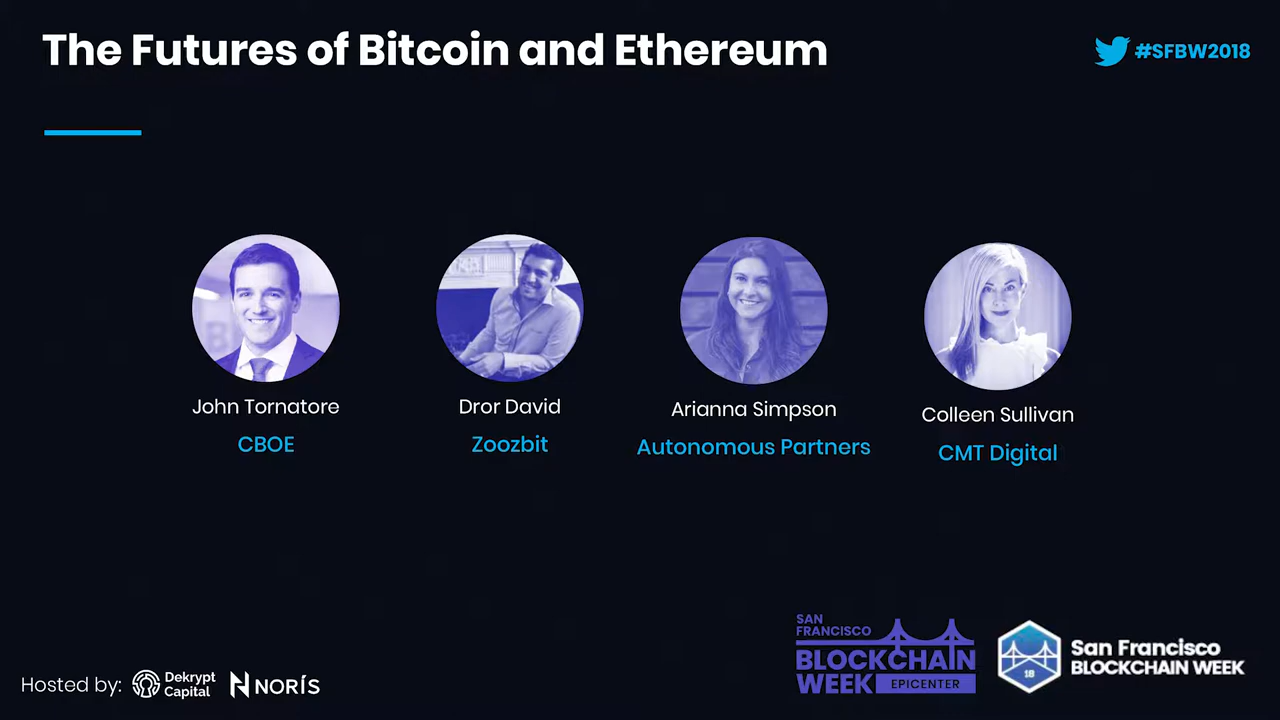 The Futures of Bitcoin and Ethereum
#SFBW2018
John Tornatore
CBOE
Dror David
Zoozbit
Arianna Simpson
Autonomous Partners
Colleen Sullivan
CMT Digital
Hosted by:
Dekrypt
Capital
NORÍS
SAN
FRANCISCO
BLOCKCHAIN
WEEK EPICENTER
18
San Francisco
BLOCKCHAIN WEEK